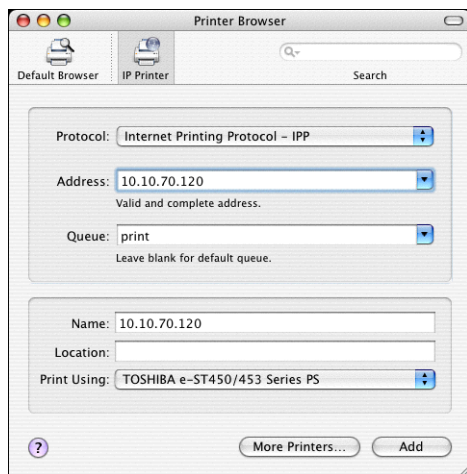 Printer Browser
Default Browser
IP Printer
Search
Protocol: Internet Printing Protocol – IPP
Address: 10.10.70.120
Valid and complete address.
Queue: print
Leave blank for default queue.
Name: 10.10.70.120
Location:
Print Using: TOSHIBA e-ST450/453 Series PS
? More Printers... Add